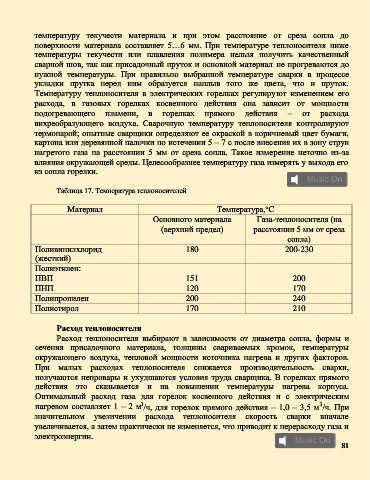 температуру текучести материала и при этом расстояние от среза сопла до
поверхности материала составляет 5…6 мм. При температуре теплоносителя ниже
температуры текучести или плавления полимера нельзя получить качественный
сварной шов, так как присадочный пруток и основной материал не прогреваются до
нужной температуры. При правильно выбранной температуре сварки в процессе
укладки прутка перед ним образуется наплыв того же цвета, что и пруток.
Температуру теплоносителя в электрических горелках регулируют изменением его
расхода, в газовых горелках косвенного действия она зависит от мощности
подогревающего пламени, в горелках прямого действия – от расхода
вихреобразующего воздуха. Сварочную температуру теплоносителя контролируют
термопарой; опытные сварщики определяют ее окраской в коричневый цвет бумаги,
картона или деревянной палочки по истечении 5 – 7 с после внесения их в зону струи
нагретого газа на расстоянии 5 мм от среза сопла. Такое измерение неточно из-за
влияния окружающей среды. Целесообразнее температуру газа измерять у выхода его
из сопла горелки.
Music On
Таблица 17. Температура теплоносителей
Материал Температура,°С
Основного материала (верхний предел) Газа-теплоносителя (на расстоянии 5 мм от среза сопла)
Поливинилхлорид (жесткий) 180 200-230
Полиэтилен:
ПВП 151 200
ПНП 120 170
Полипропилен 200 240
Полистирол 170 210
Расход теплоносителя
Расход теплоносителя выбирают в зависимости от диаметра сопла, формы и
сечения присадочного материала, толщины свариваемых кромок, температуры
окружающего воздуха, тепловой мощности источника нагрева и других факторов.
При малых расходах теплоносителя снижается производительность сварки,
получаются непровары и ухудшаются условия труда сварщика. В горелках прямого
действия это сказывается и на повышении температуры нагрева корпуса.
Оптимальный расход газа для горелок косвенного действия и с электрическим
нагревом составляет 1 – 2 м³/ч, для горелок прямого действия – 1,0 – 3,5 м³/ч. При
значительном увеличении расхода теплоносителя скорость сварки вначале
увеличивается, а затем практически не изменяется, что приводит к перерасходу газа и
электроэнергии.
Music On
81